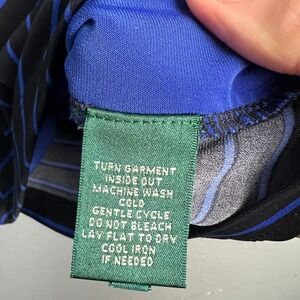 TURN GARMENT
INSIDE OUT
MACHINE WASH
COLD
GENTLE CYCLE
DO NOT BLEACH
LAY FLAT TO DRY
COOL IRON
IF NEEDED